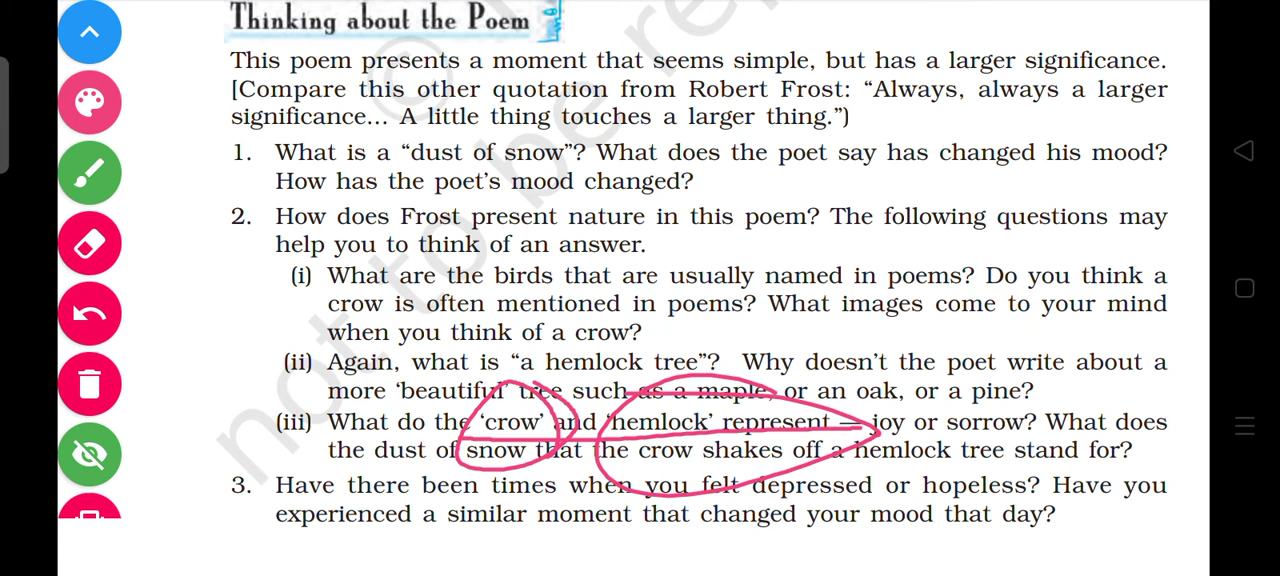 Thinking about the Poem
This poem presents a moment that seems simple, but has a larger significance.
[Compare this other quotation from Robert Frost: “Always, always a larger
significance... A little thing touches a larger thing.”)
1. What is a “dust of snow”? What does the poet say has changed his mood?
How has the poet’s mood changed?
2. How does Frost present nature in this poem? The following questions may
help you to think of an answer.
(i) What are the birds that are usually named in poems? Do you think a
crow is often mentioned in poems? What images come to your mind
when you think of a crow?
(ii) Again, what is “a hemlock tree”? Why doesn’t the poet write about a
more ‘beautiful’ tree such as a maple, or an oak, or a pine?
(iii) What do the ‘crow’ and ‘hemlock’ represent — joy or sorrow? What does
the dust of snow that the crow shakes off a hemlock tree stand for?
3. Have there been times when you felt depressed or hopeless? Have you
experienced a similar moment that changed your mood that day?
© 
not to be re